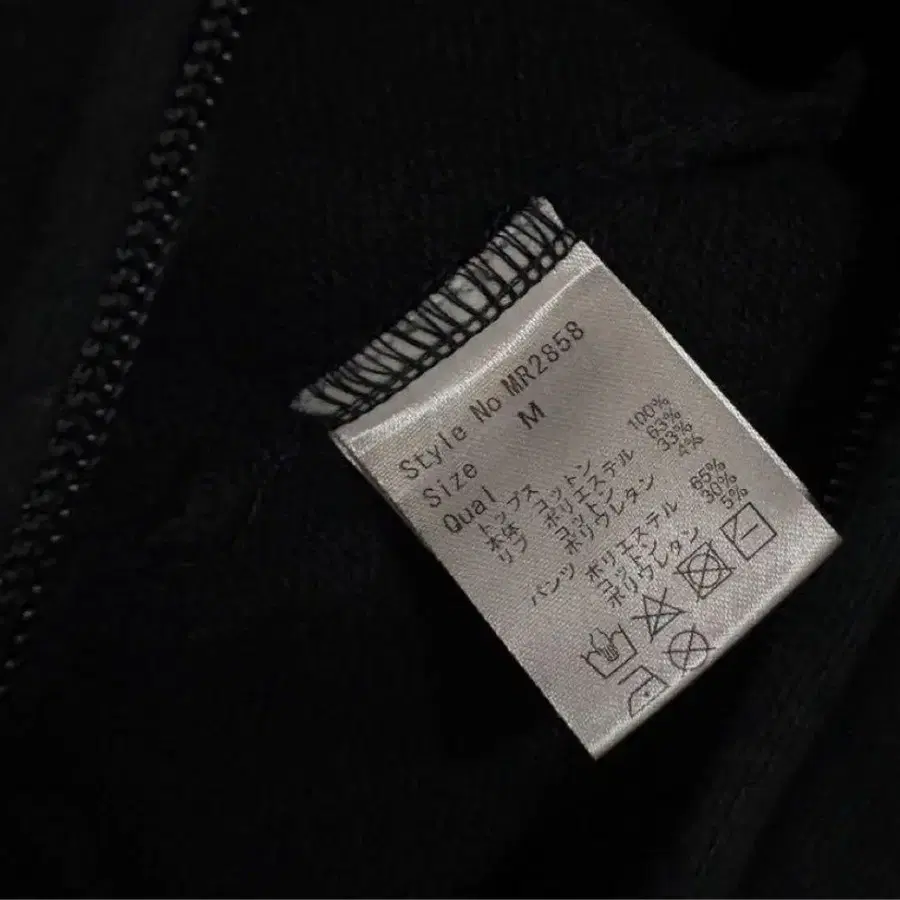 Style No MR2858
Size M
Qual
トップス コットン 100%
本体 ポリエステル 63%
リブ コットン 33%
ポリウレタン 4%
パンツ ポリエステル 65%
コットン 30%
ポリウレタン 5%